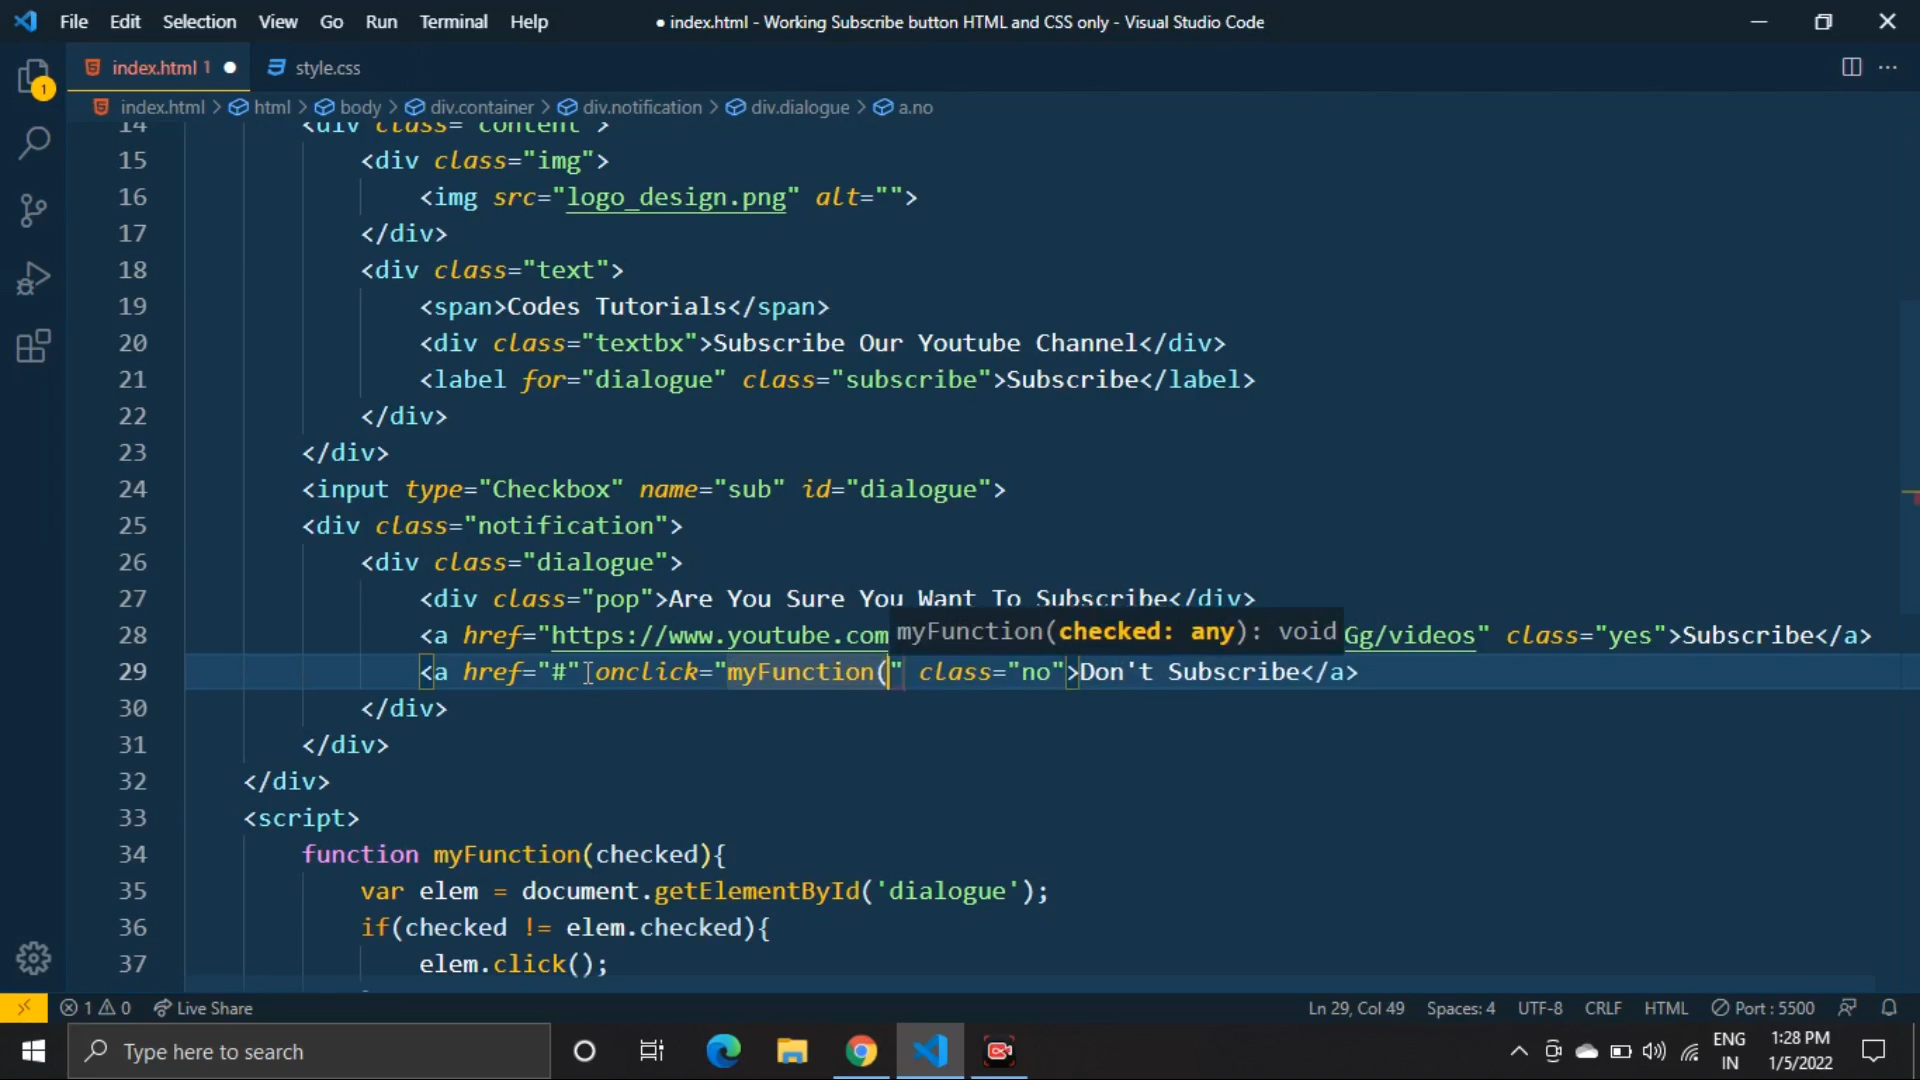 File Edit Selection View Go Run Terminal Help ● index.html - Working Subscribe button HTML and CSS only - Visual Studio Code
index.html 1 ● style.css
index.html > html > body > div.container > div.notification > div.dialogue > a.no
14 <div class="content">
15 <div class="img">
16 <img src="logo_design.png" alt="">
17 </div>
18 <div class="text">
19 <span>Codes Tutorials</span>
20 <div class="textbx">Subscribe Our Youtube Channel</div>
21 <label for="dialogue" class="subscribe">Subscribe</label>
22 </div>
23 </div>
24 <input type="Checkbox" name="sub" id="dialogue">
25 <div class="notification">
26 <div class="dialogue">
27 <div class="pop">Are You Sure You Want To Subscribe</div>
28 <a href="https://www.youtube.com Gg/videos" class="yes">Subscribe</a>
myFunction(checked: any): void
29 <a href="#" onclick="myFunction(" class="no">Don't Subscribe</a>
30 </div>
31 </div>
32 </div>
33 <script>
34 function myFunction(checked){
35 var elem = document.getElementById('dialogue');
36 if(checked != elem.checked){
37 elem.click();
1
1 0 Live Share Ln 29, Col 49 Spaces: 4 UTF-8 CRLF HTML Port : 5500
Type here to search
ENG
IN
1:28 PM
1/5/2022